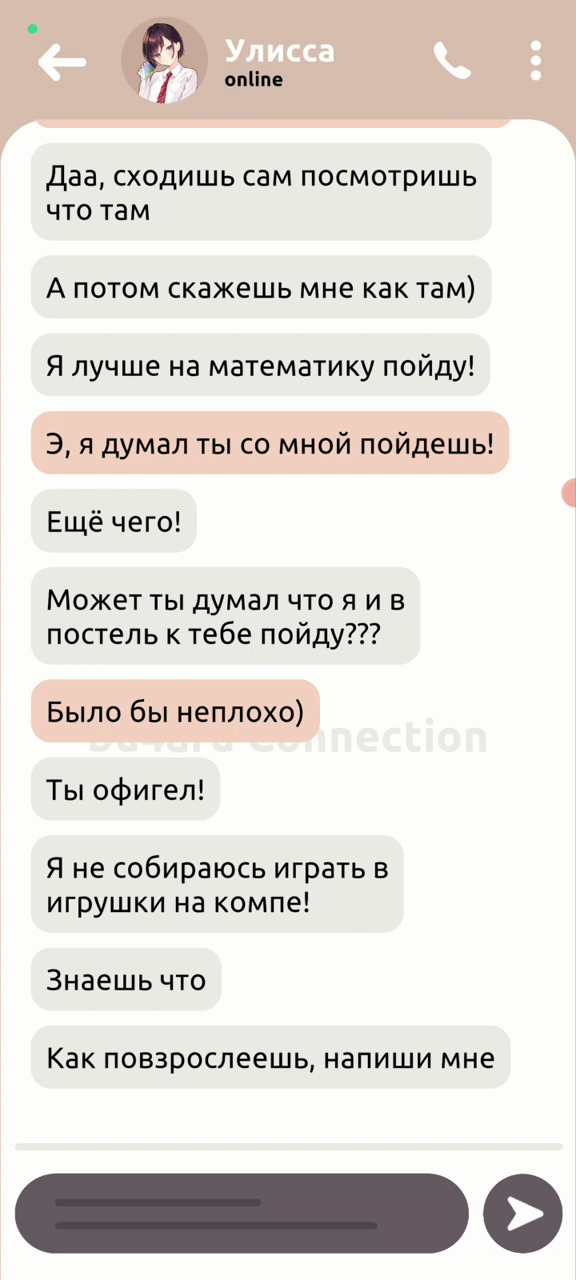 Улисса
online
Даа, сходишь сам посмотришь
что там
А потом скажешь мне как там)
Я лучше на математику пойду!
Э, я думал ты со мной пойдешь!
Ещё чего!
Может ты думал что я и в
постель к тебе пойду???
Было бы неплохо)
Connection
Ты офигел!
Я не собираюсь играть в
игрушки на компе!
Знаешь что
Как повзрослеешь, напиши мне